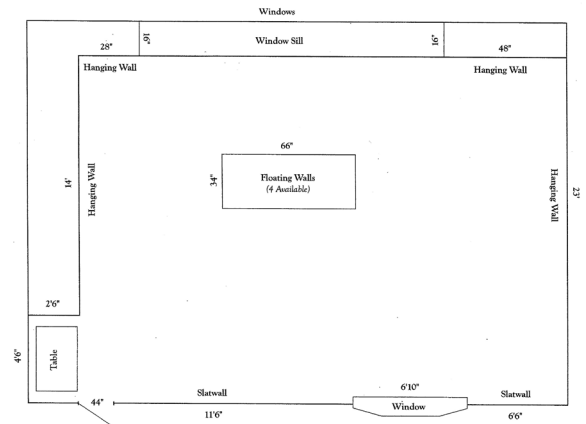 Windows
28"
16"
Window Sill
16"
48"
Hanging Wall
Hanging Wall
66"
34"
Floating Walls
(4 Available)
14'
Hanging Wall
Hanging Wall
23'
2'6"
4'6"
Table
44"
Slatwall
11'6"
6'10"
Window
Slatwall
6'6"